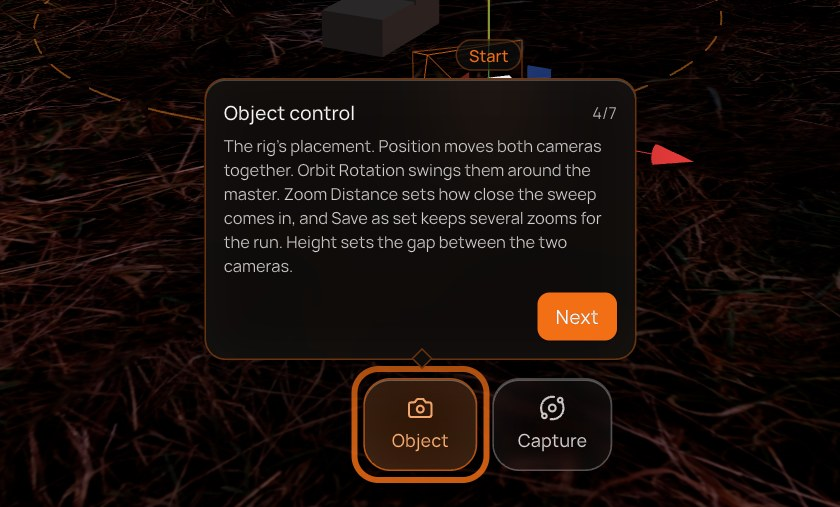 Start
Object control
4/7
The rig's placement. Position moves both cameras
together. Orbit Rotation swings them around the
master. Zoom Distance sets how close the sweep
comes in, and Save as set keeps several zooms for
the run. Height sets the gap between the two
cameras.
Next
Object
Capture